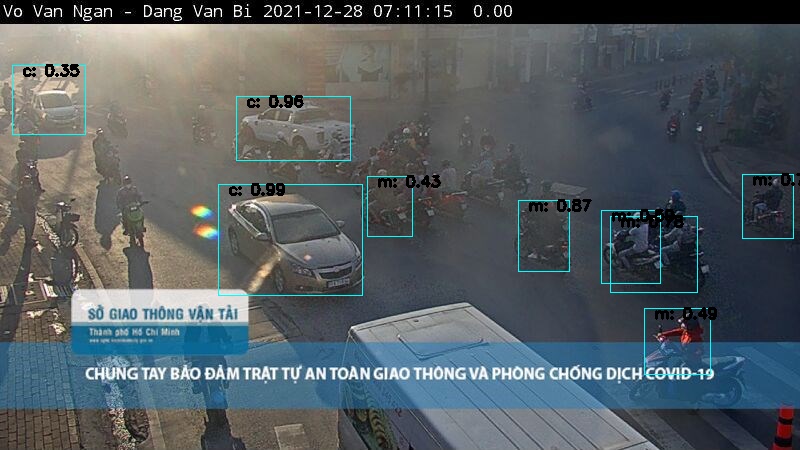 Vo Van Ngan - Dang Van Bi 2021-12-28 07:11:15  0.00
c: 0.35
c: 0.96
c: 0.99
m: 0.43
m: 0.87
m:
m: 0.49
SỞ GIAO THÔNG VẬN TẢI
Thành phố Hồ Chí Minh
CHUNG TAY BẢO ĐẢM TRẬT TỰ AN TOÀN GIAO THÔNG VÀ PHÒNG CHỐNG DỊCH COVID-19